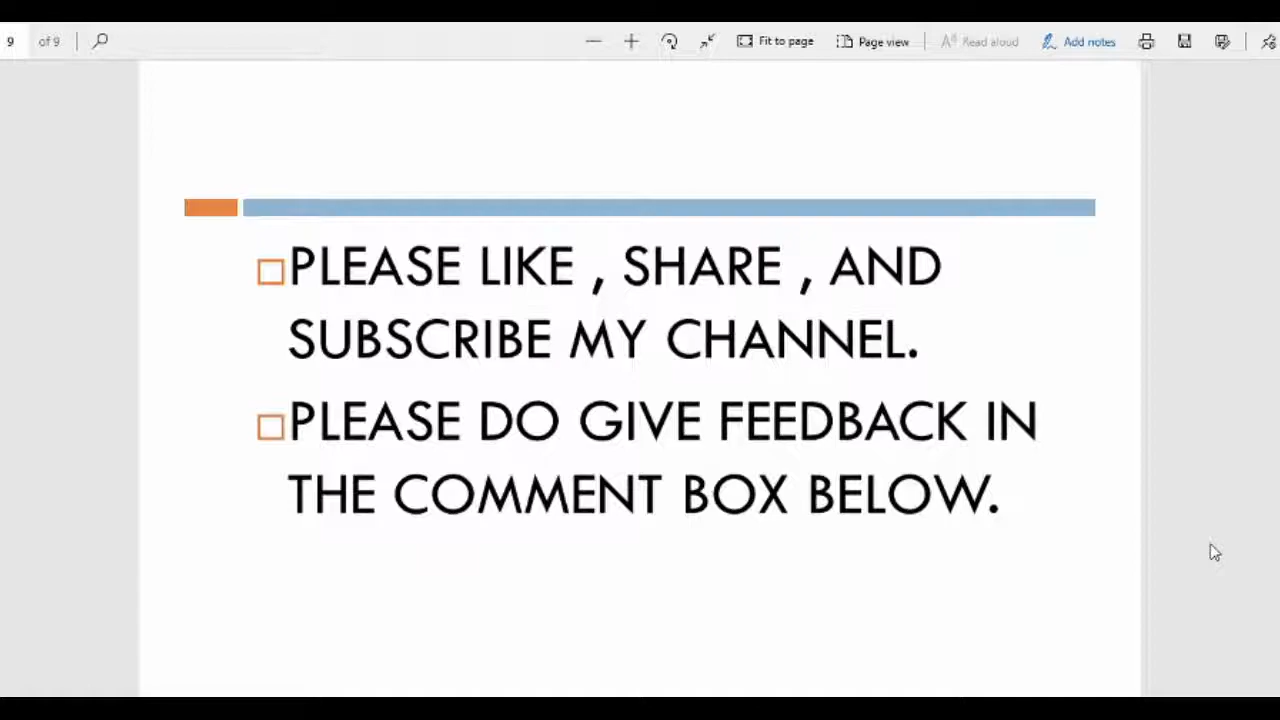 9 of 9 Fit to page Page view Read aloud Add notes
PLEASE LIKE , SHARE , AND
SUBSCRIBE MY CHANNEL.
PLEASE DO GIVE FEEDBACK IN
THE COMMENT BOX BELOW.